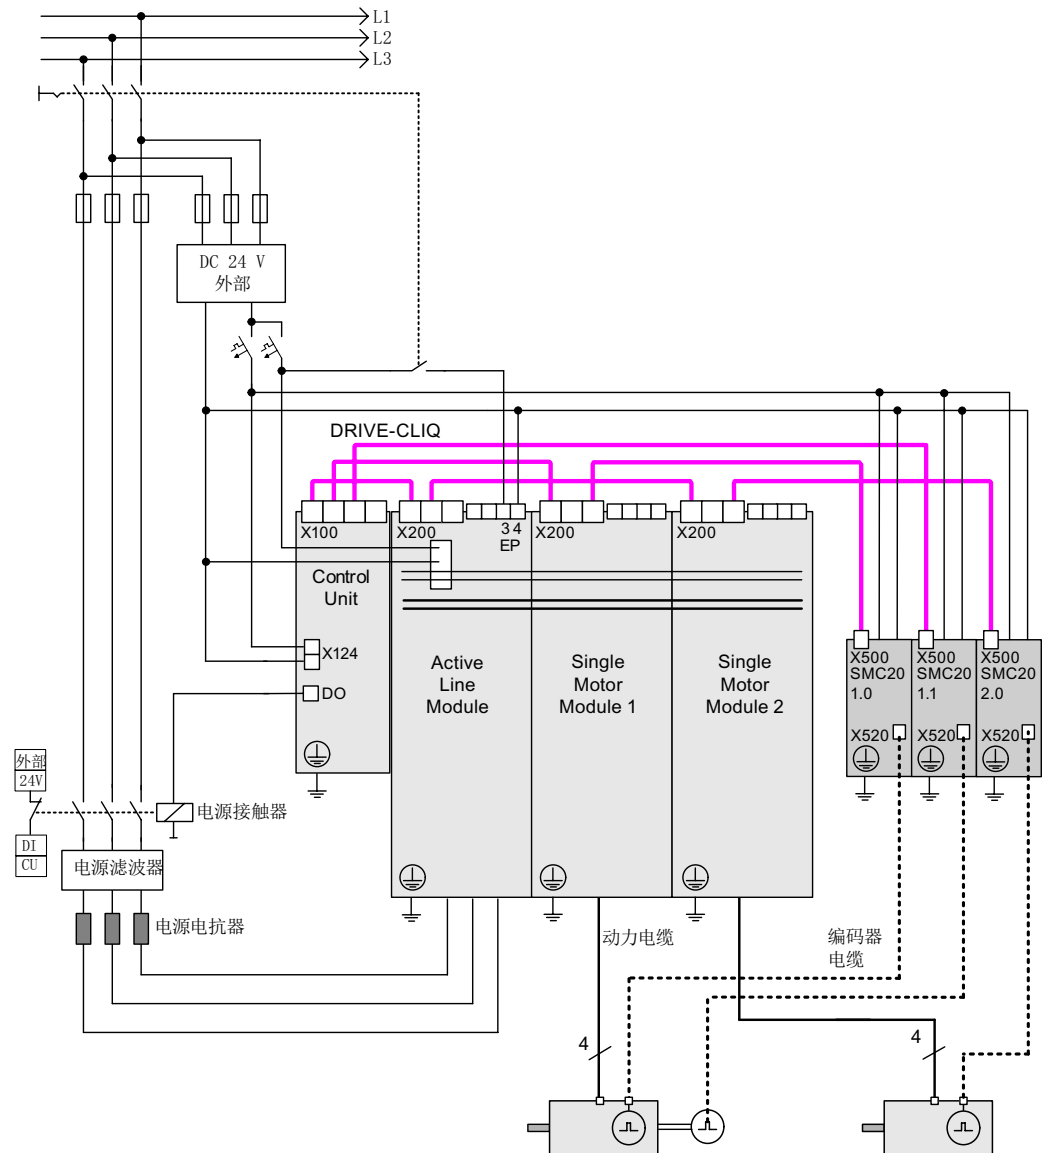 L1
L2
L3
DC 24 V
外部
DRIVE-CLIQ
X100
X200
3 4
EP
X200
X200
Control
Unit
X124
DO
Active
Line
Module
Single
Motor
Module 1
Single
Motor
Module 2
X500
SMC20
1.0
X520
X500
SMC20
1.1
X520
X500
SMC20
2.0
X520
外部
24V
DI
CU
电源接触器
电源滤波器
电源电抗器
动力电缆
编码器
电缆
4
4